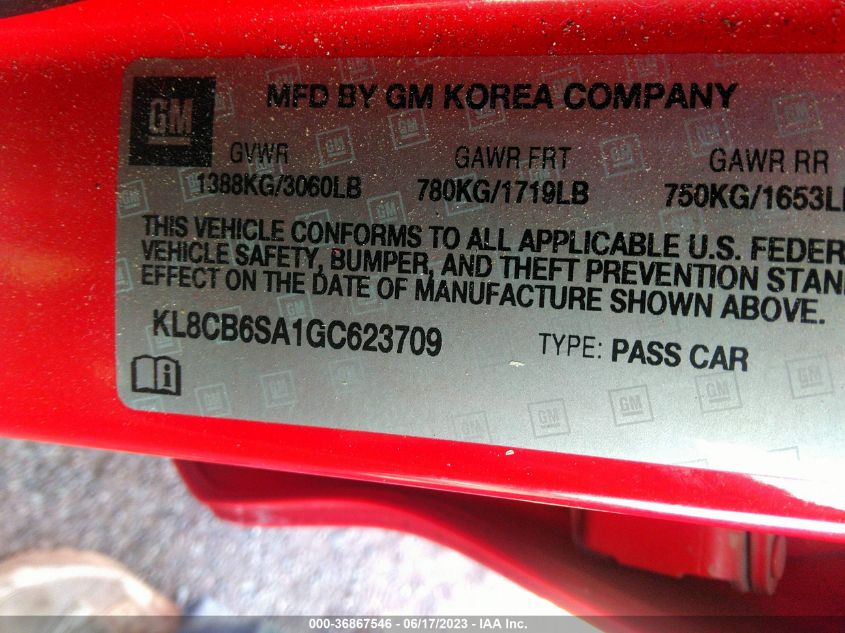 GM
MFD BY GM KOREA COMPANY
GVWR GAWR FRT GAWR RR
1388KG/3060LB 780KG/1719LB 750KG/1653L
THIS VEHICLE CONFORMS TO ALL APPLICABLE U.S. FEDER
VEHICLE SAFETY, BUMPER, AND THEFT PREVENTION STAN
EFFECT ON THE DATE OF MANUFACTURE SHOWN ABOVE.
KL8CB6SA1GC623709 TYPE: PASS CAR
000-36867546 - 06/17/2023 - IAA Inc.